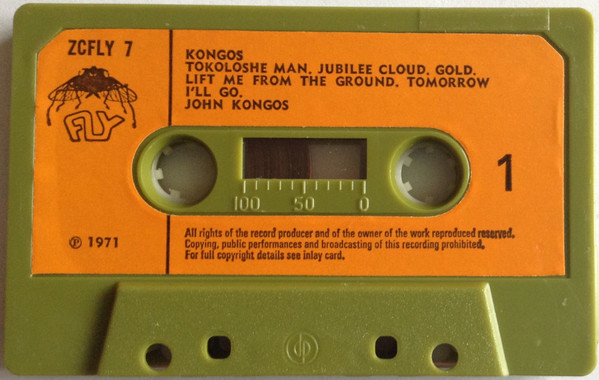 ZCFLY 7
FLY
℗ 1971
KONGOS
TOKOLOSHE MAN. JUBILEE CLOUD. GOLD.
LIFT ME FROM THE GROUND. TOMORROW
I'LL GO.
JOHN KONGOS
100 50 0
1
All rights of the record producer and of the owner of the work reproduced reserved.
Copying, public performances and broadcasting of this recording prohibited.
For full copyright details see inlay card.